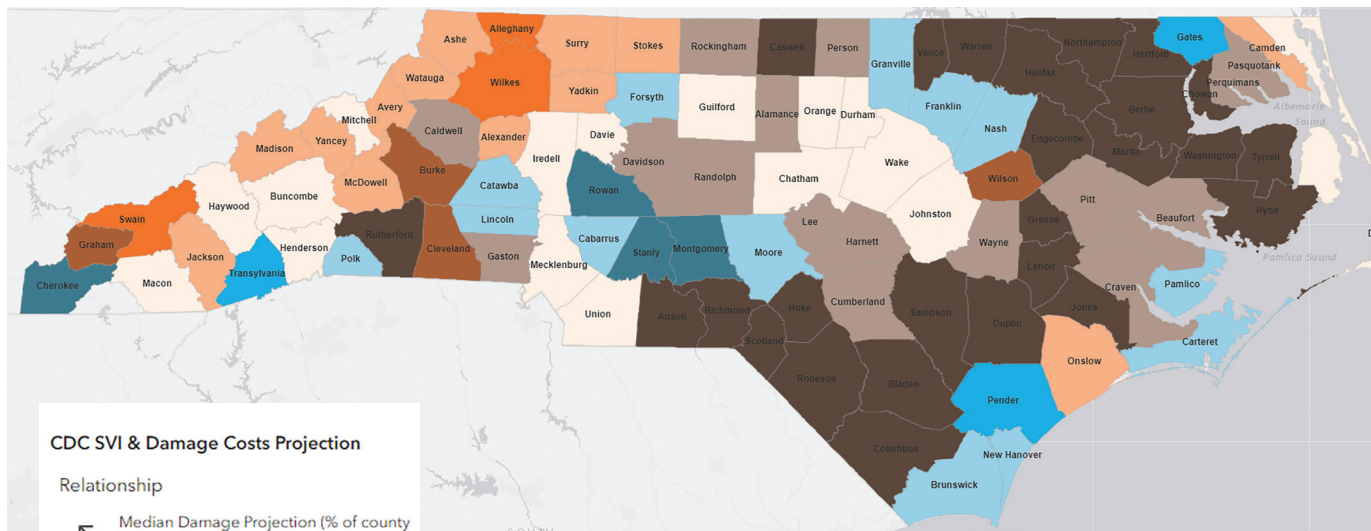 Alleghany
Ashe
Surry
Stokes
Rockingham
Caswell
Person
Granville
Vance
Warren
Northampton
Hertford
Gates
Camden
Pasquotank
Perquimans
Chowan
Halifax
Bertie
Albemarle
Sound
Watauga
Wilkes
Yadkin
Forsyth
Guilford
Alamance
Orange
Durham
Franklin
Nash
Edgecombe
Martin
Washington
Tyrrell
Mitchell
Avery
Caldwell
Alexander
Davie
Iredell
Madison
Yancey
McDowell
Burke
Catawba
Rowan
Davidson
Randolph
Chatham
Wake
Wilson
Pitt
Beaufort
Hyde
Swain
Haywood
Buncombe
Rutherford
Lincoln
Cleveland
Gaston
Cabarrus
Stanly
Montgomery
Moore
Lee
Harnett
Johnston
Wayne
Greene
Lenoir
Graham
Jackson
Transylvania
Henderson
Polk
Mecklenburg
Cherokee
Macon
Union
Anson
Richmond
Hoke
Scotland
Cumberland
Sampson
Duplin
Jones
Craven
Pamlico
Pamlico Sound
Carteret
Onslow
Robeson
Bladen
Pender
Columbus
Brunswick
New Hanover
CDC SVI & Damage Costs Projection
Relationship
Median Damage Projection (% of county